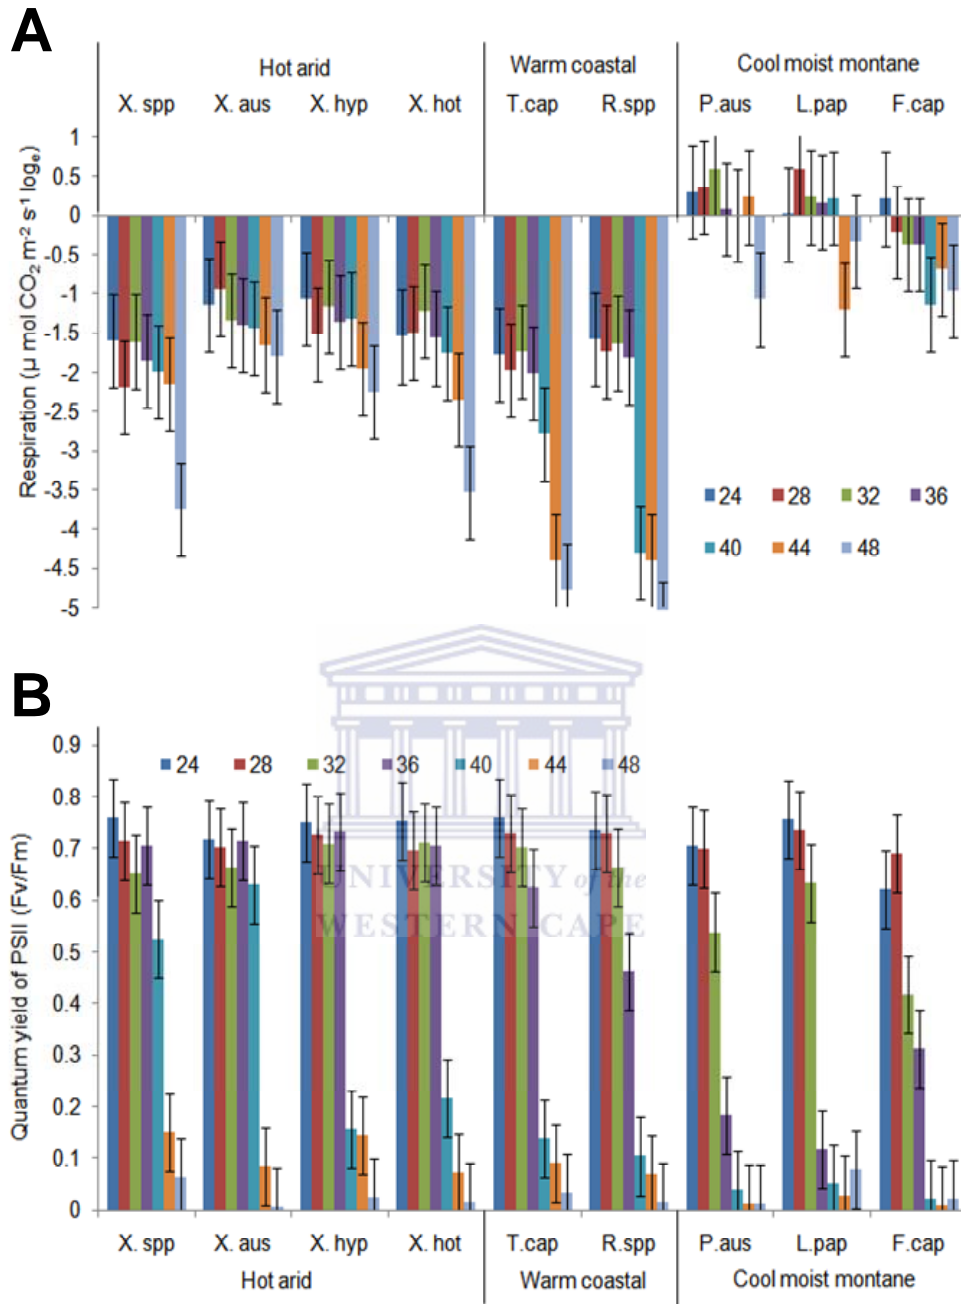 A
Hot arid
Warm coastal
Cool moist montane
X. spp
X. aus
X. hyp
X. hot
T.cap
R.spp
P.aus
L.pap
F.cap
Respiration (µ mol CO₂ m⁻² s⁻¹ logₑ)
1
0.5
0
-0.5
-1
-1.5
-2
-2.5
-3
-3.5
-4
-4.5
-5
24 28 32 36
40 44 48
B
Quantum yield of PSII (Fv/Fm)
0.9
0.8
0.7
0.6
0.5
0.4
0.3
0.2
0.1
0
24 28 32 36 40 44 48
UNIVERSITY of the
WESTERN CAPE
X. spp
X. aus
X. hyp
X. hot
T.cap
R.spp
P.aus
L.pap
F.cap
Hot arid
Warm coastal
Cool moist montane